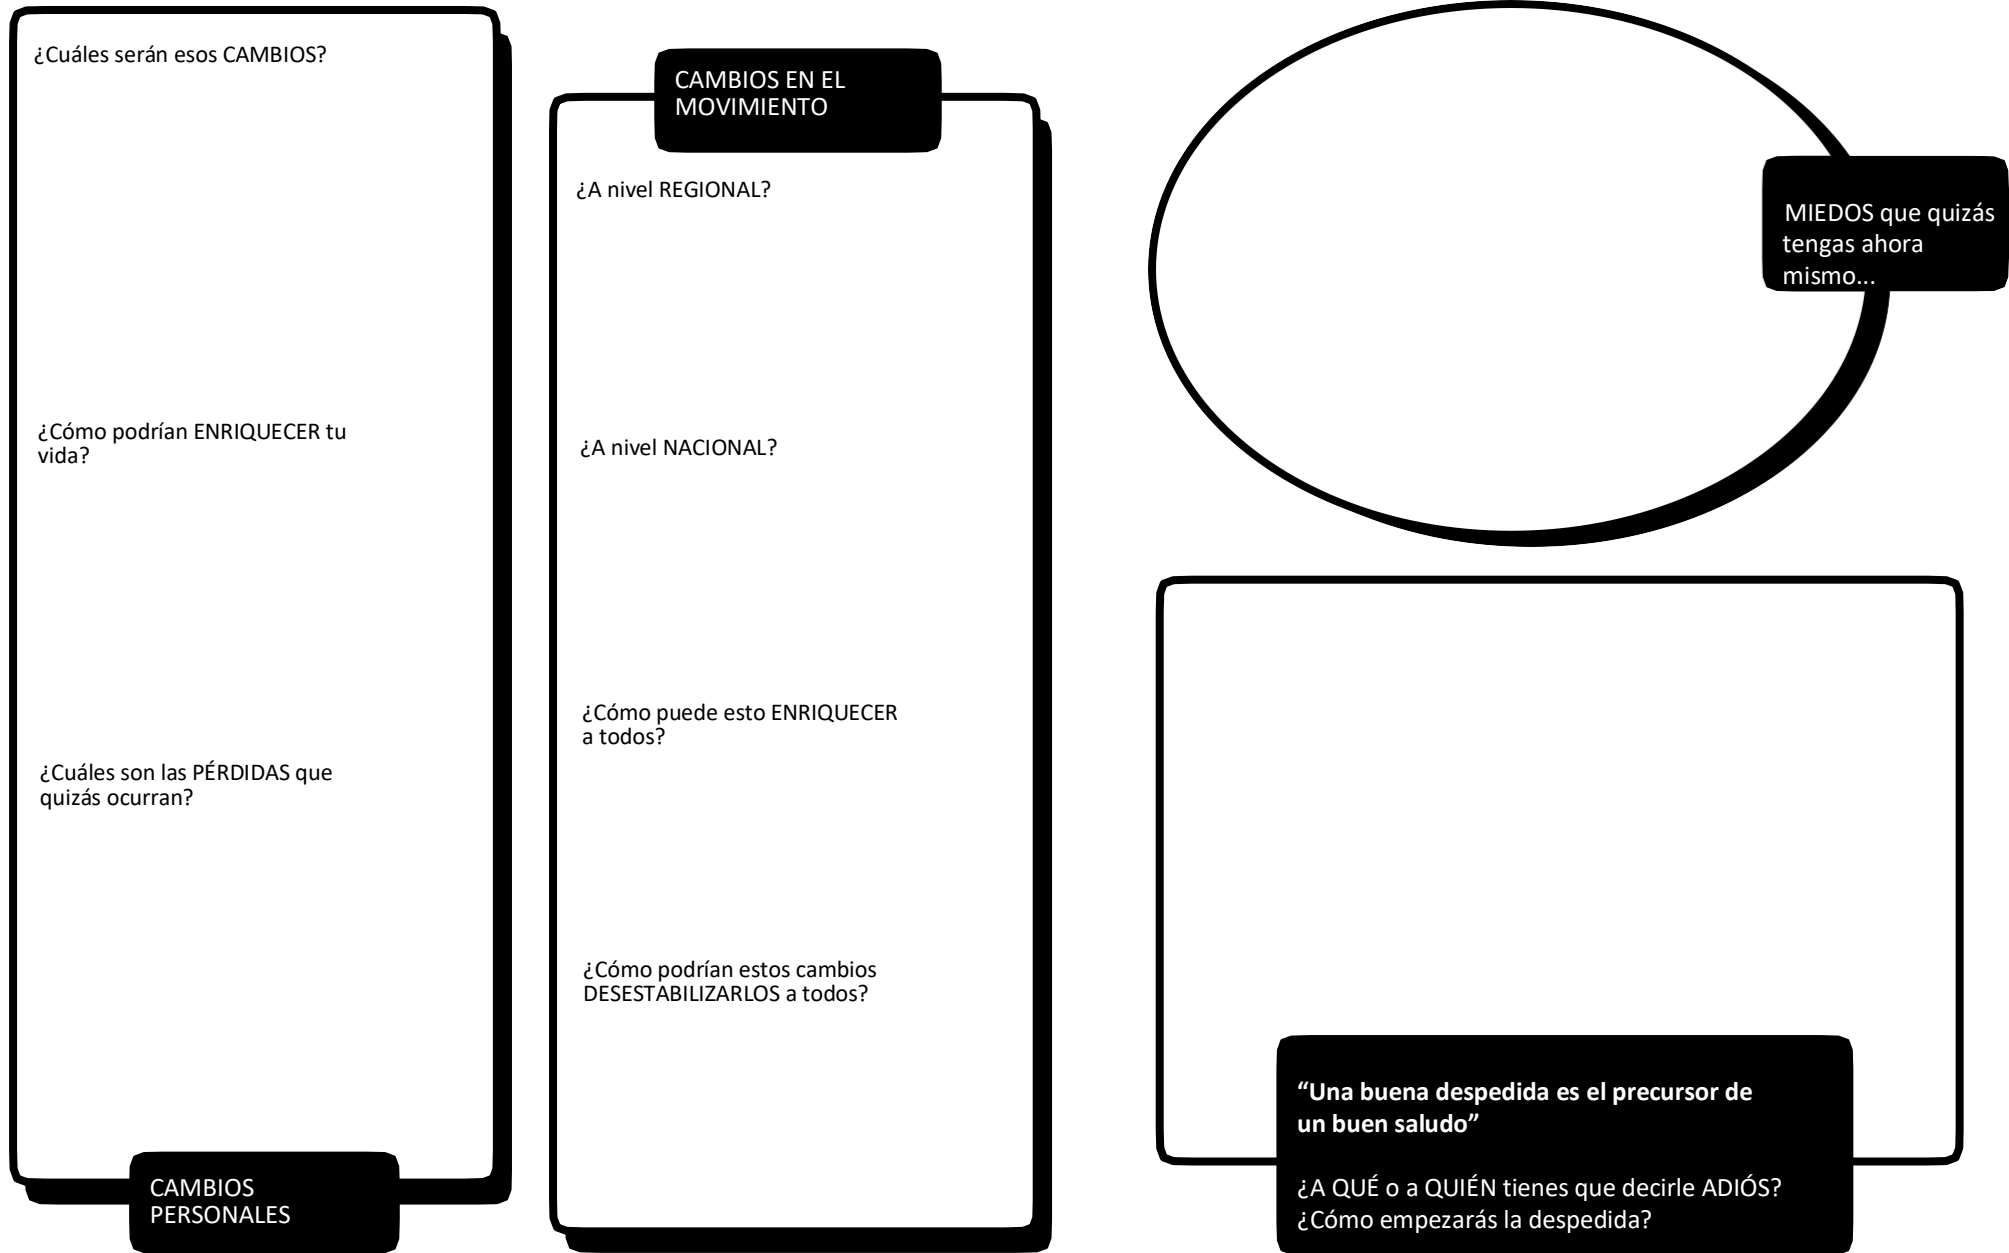 ¿Cuáles serán esos CAMBIOS?
¿Cómo podrían ENRIQUECER tu
vida?
¿Cuáles son las PÉRDIDAS que
quizás ocurran?
CAMBIOS
PERSONALES
CAMBIOS EN EL
MOVIMIENTO
¿A nivel REGIONAL?
¿A nivel NACIONAL?
¿Cómo puede esto ENRIQUECER
a todos?
¿Cómo podrían estos cambios
DESESTABILIZARLOS a todos?
MIEDOS que quizás
tengas ahora
mismo...
“Una buena despedida es el precursor de
un buen saludo”
¿A QUÉ o a QUIÉN tienes que decirle ADIÓS?
¿Cómo empezarás la despedida?